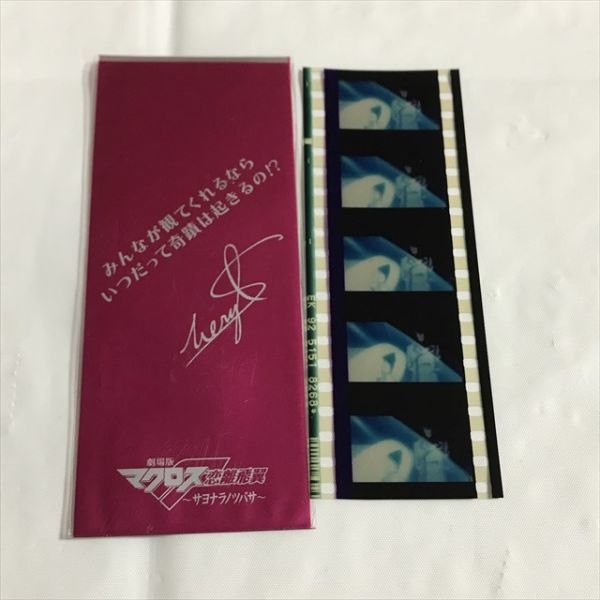 みんなが観てくれるなら
いつだって奇蹟は起きるの!?
Sheryl
劇場版
マクロスF
恋離飛翼
~サヨナラノツバサ~
EK 92 5151 8268*